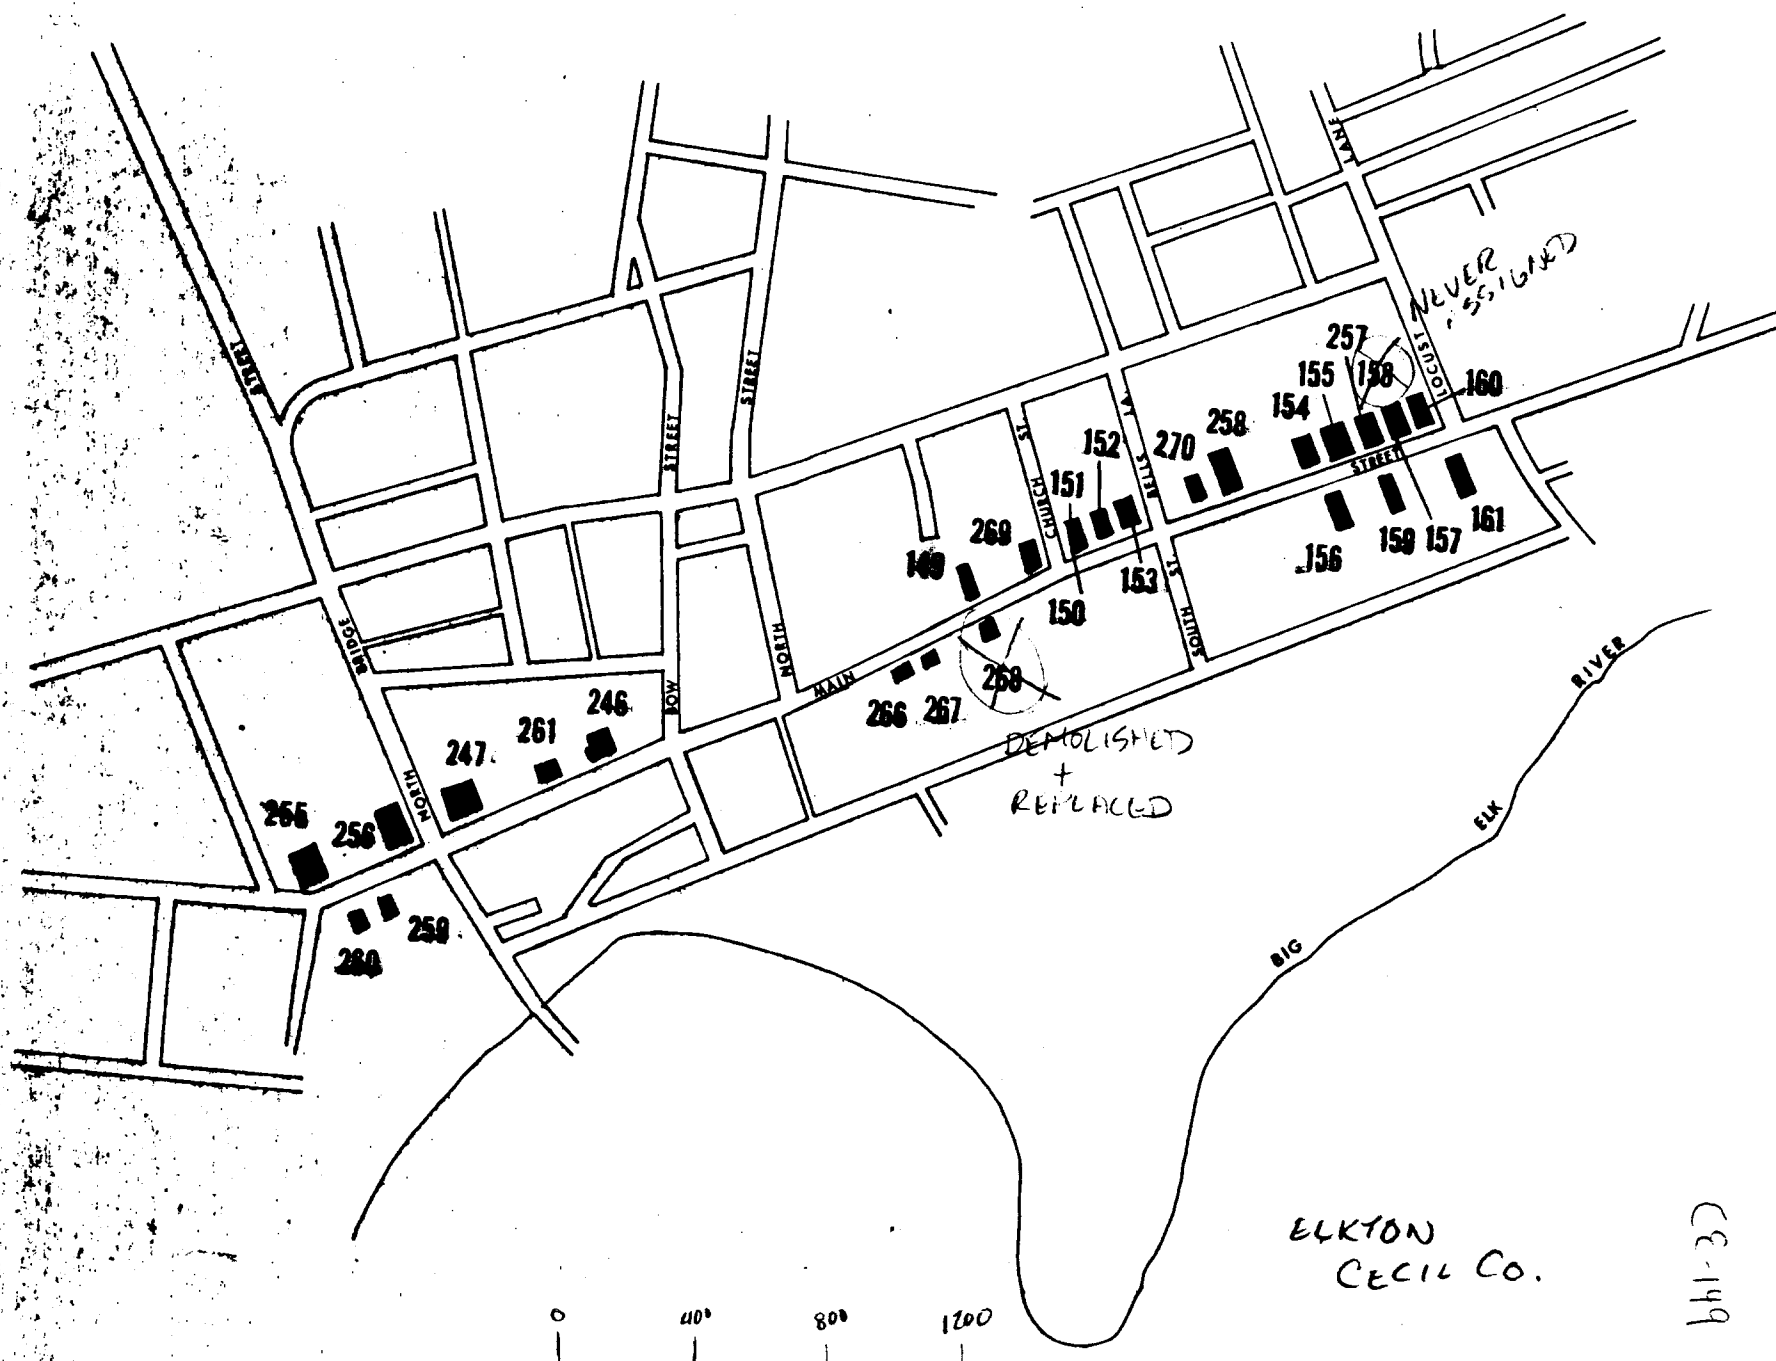 LANE
NEVER
ASSIGNED
STREET
STREET
STREET
257
LOCUST
155
158
160
154
258
LA.
ST.
152
270
STREET
BELLS
151
CHURCH
269
149
161
159
157
156
153
ST.
150
SOUTH
BRIDGE
NORTH
MAIN
268
RIVER
266
267
BOW
246
261
247
DEMOLISHED
+
REPLACED
NORTH
256
ELK
259
260
BIG
ELKTON
CECIL CO.
CE-149
0
400
800
1200